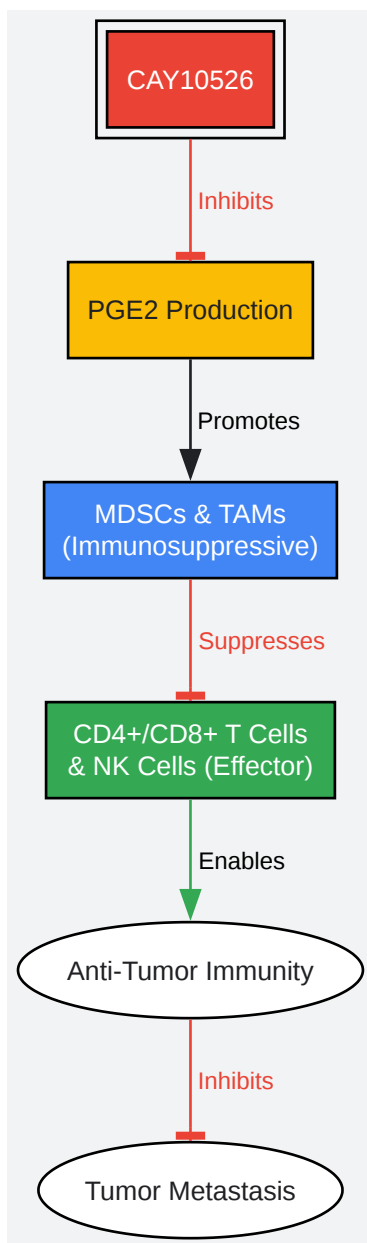 CAY10526
Inhibits
PGE2 Production
Promotes
MDSCs & TAMs
(Immunosuppressive)
Suppresses
CD4+/CD8+ T Cells
& NK Cells (Effector)
Enables
Anti-Tumor Immunity
Inhibits
Tumor Metastasis